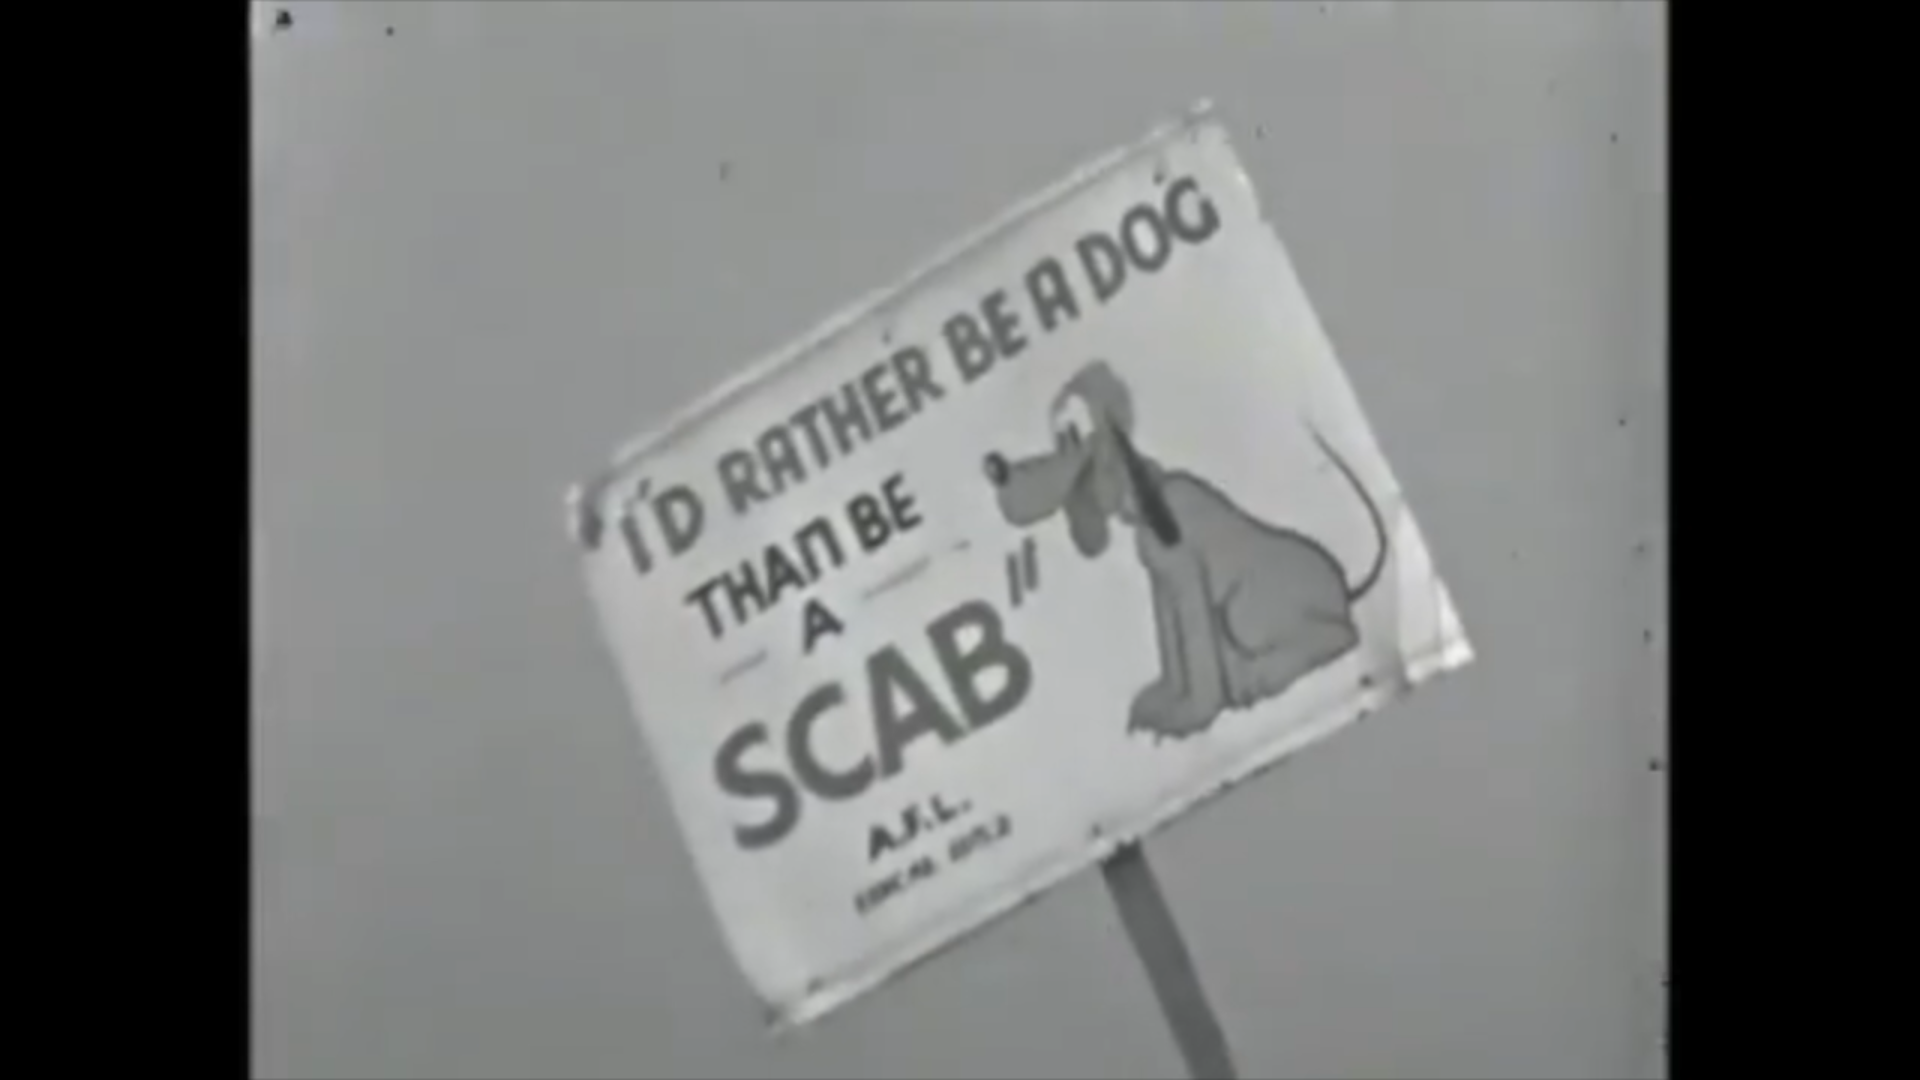 I'D RATHER BE A DOG
THAN BE
A
SCAB"
A.F.L.